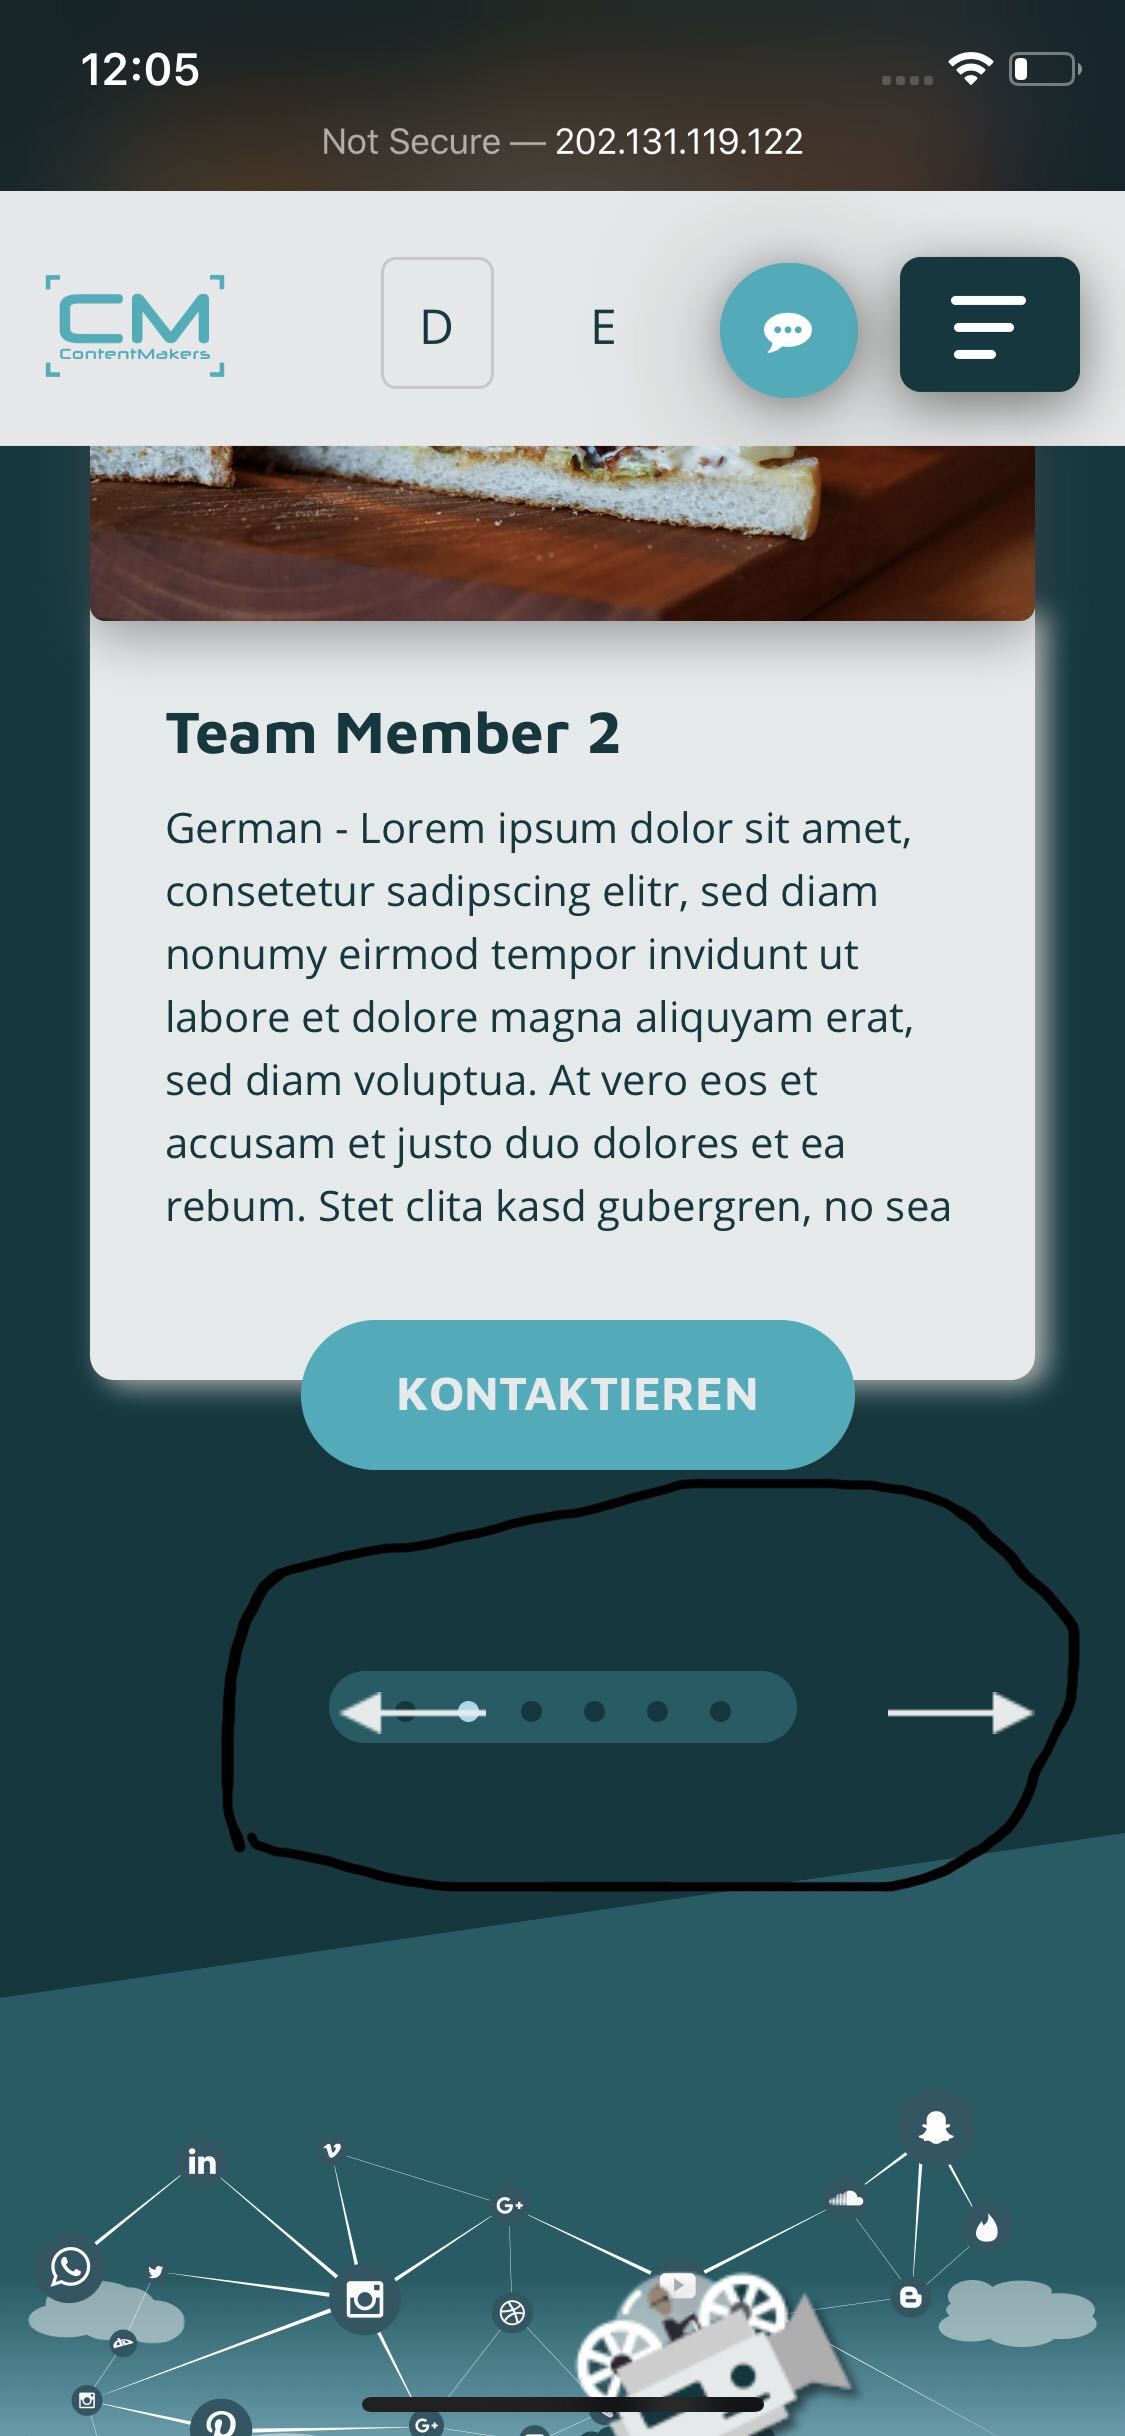 12:05
Not Secure — 202.131.119.122
CM
ContentMakers
D
E
Team Member 2
German - Lorem ipsum dolor sit amet,
consetetur sadipscing elitr, sed diam
nonumy eirmod tempor invidunt ut
labore et dolore magna aliquyam erat,
sed diam voluptua. At vero eos et
accusam et justo duo dolores et ea
rebum. Stet clita kasd gubergren, no sea
KONTAKTIEREN
in
G+
G+